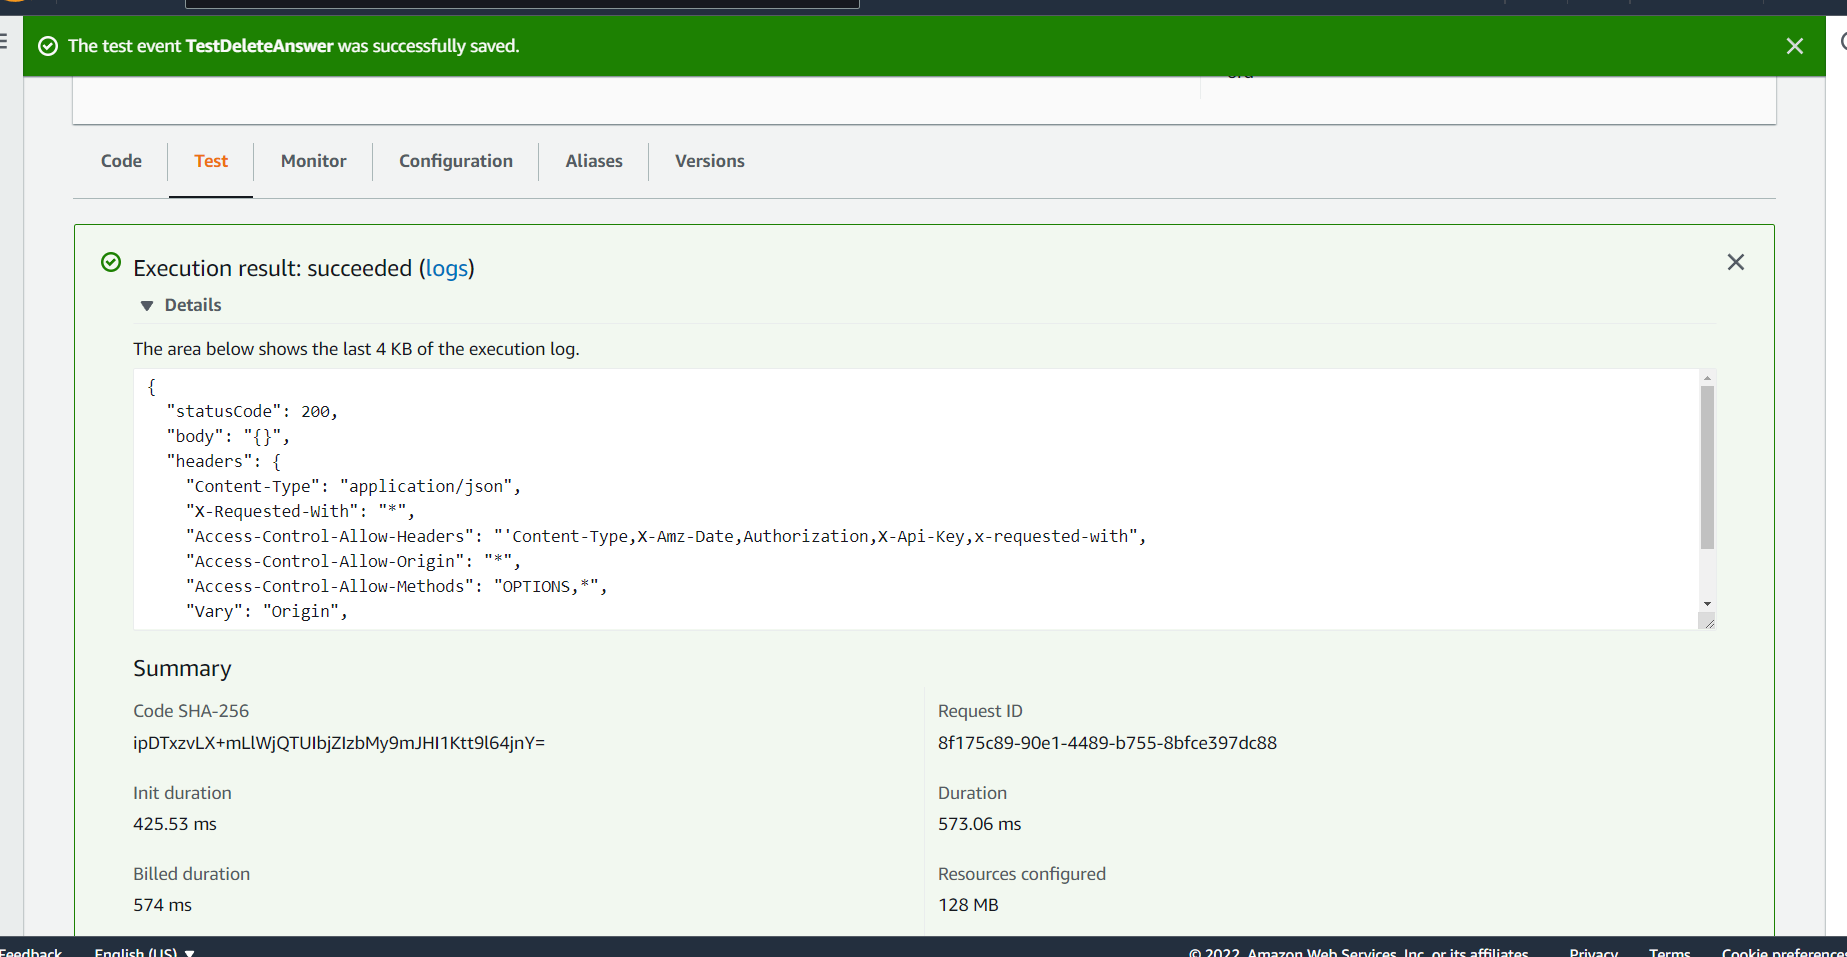 The test event TestDeleteAnswer was successfully saved.
Code
Test
Monitor
Configuration
Aliases
Versions
Execution result: succeeded (logs)
Details
The area below shows the last 4 KB of the execution log.
{
"statusCode": 200,
"body": "{}",
"headers": {
"Content-Type": "application/json",
"X-Requested-With": "*",
"Access-Control-Allow-Headers": "'Content-Type,X-Amz-Date,Authorization,X-Api-Key,x-requested-with",
"Access-Control-Allow-Origin": "*",
"Access-Control-Allow-Methods": "OPTIONS,*",
"Vary": "Origin",
Summary
Code SHA-256
ipDTxzvLX+mLlWjQTUIbjZIzbMy9mJHI1Ktt9l64jnY=
Request ID
8f175c89-90e1-4489-b755-8bfce397dc88
Init duration
425.53 ms
Duration
573.06 ms
Billed duration
574 ms
Resources configured
128 MB
Feedback
English (US)
© 2022, Amazon Web Services, Inc. or its affiliates.
Privacy
Terms
Cookie preferences